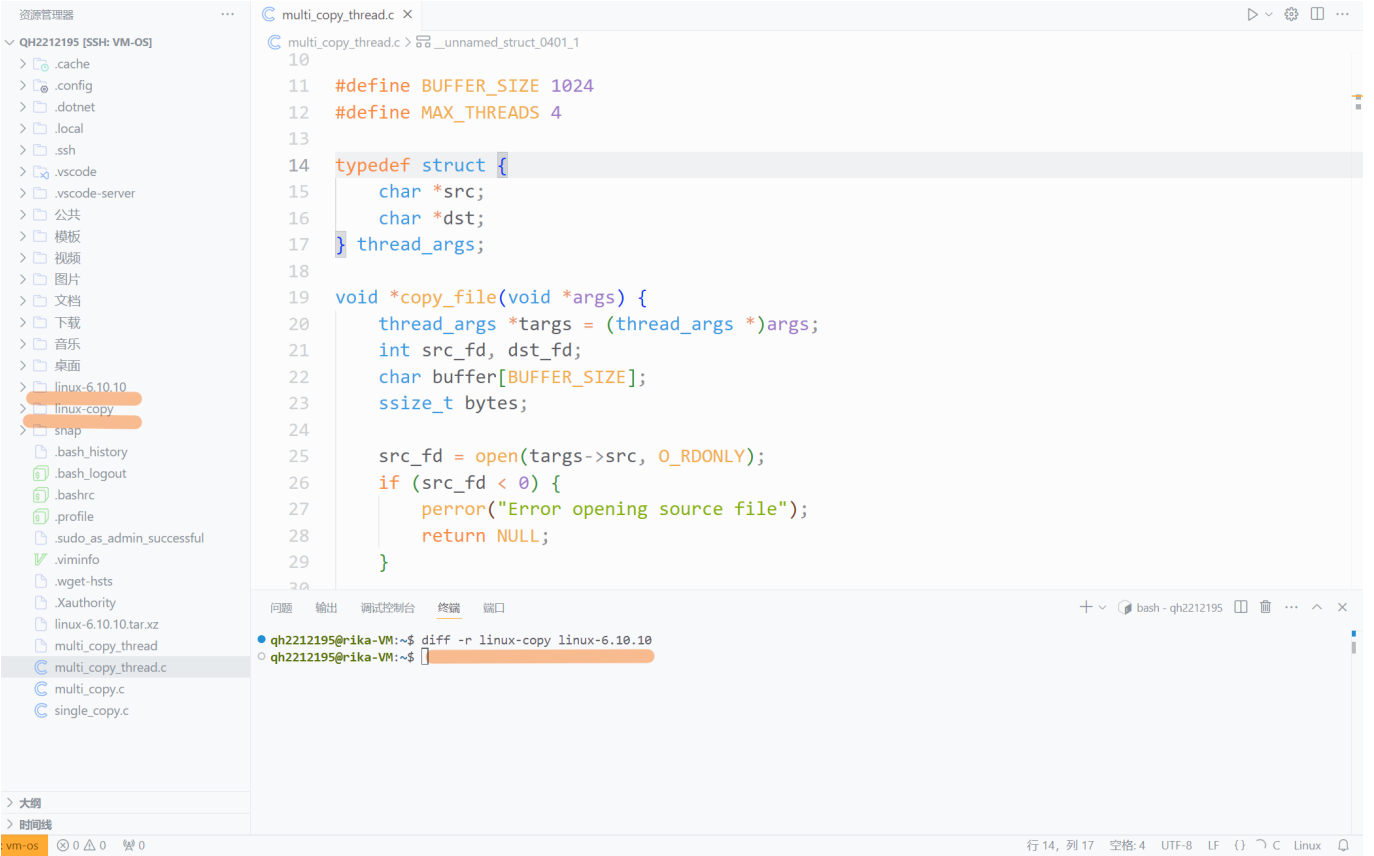 资源管理器
multi_copy_thread.c
QH2212195 [SSH: VM-OS]
.cache
.config
.dotnet
.local
.ssh
.vscode
.vscode-server
公共
模板
视频
图片
文档
下载
音乐
桌面
linux-6.10.10
linux-copy
snap
.bash_history
.bash_logout
.bashrc
.profile
.sudo_as_admin_successful
.viminfo
.wget-hsts
.Xauthority
linux-6.10.10.tar.xz
multi_copy_thread
multi_copy_thread.c
multi_copy.c
single_copy.c
大纲
时间线
multi_copy_thread.c > __unnamed_struct_0401_1
10
11 #define BUFFER_SIZE 1024
12 #define MAX_THREADS 4
13
14 typedef struct {
15 char *src;
16 char *dst;
17 } thread_args;
18
19 void *copy_file(void *args) {
20 thread_args *targs = (thread_args *)args;
21 int src_fd, dst_fd;
22 char buffer[BUFFER_SIZE];
23 ssize_t bytes;
24
25 src_fd = open(targs->src, O_RDONLY);
26 if (src_fd < 0) {
27 perror("Error opening source file");
28 return NULL;
29 }
30
问题 输出 调试控制台 终端 端口
bash - qh2212195
qh2212195@rika-VM:~$ diff -r linux-copy linux-6.10.10
qh2212195@rika-VM:~$
vm-os 0 0 0
行 14，列 17 空格: 4 UTF-8 LF {} C Linux